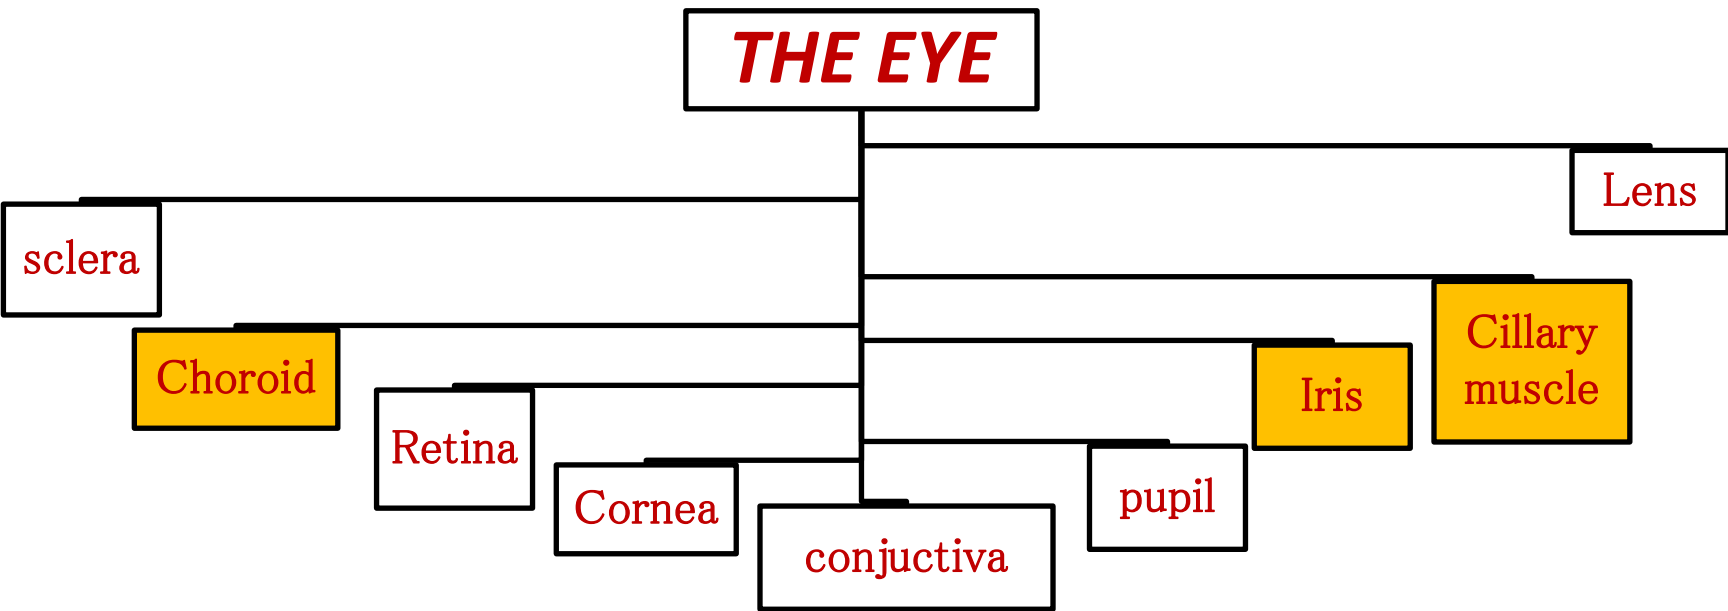 THE EYE
Lens
sclera
Cillary
muscle
Choroid
Iris
Retina
pupil
Cornea
conjuctiva